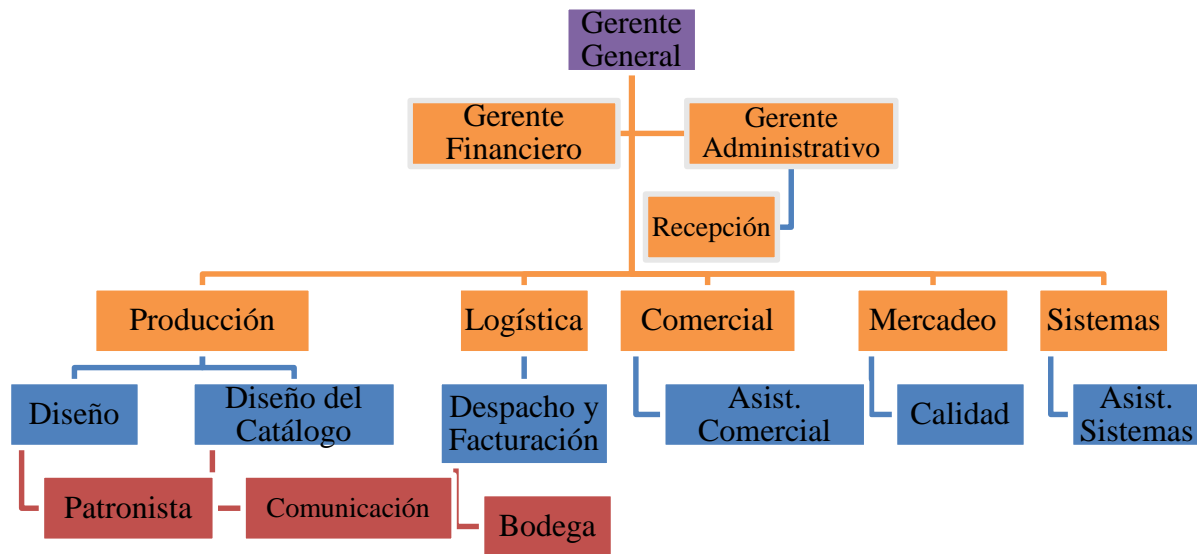 Gerente
General
Gerente
Financiero
Gerente
Administrativo
Recepción
Producción
Logística
Comercial
Mercadeo
Sistemas
Diseño
Diseño del
Catálogo
Despacho y
Facturación
Asist.
Comercial
Calidad
Asist.
Sistemas
Patronista
Comunicación
Bodega